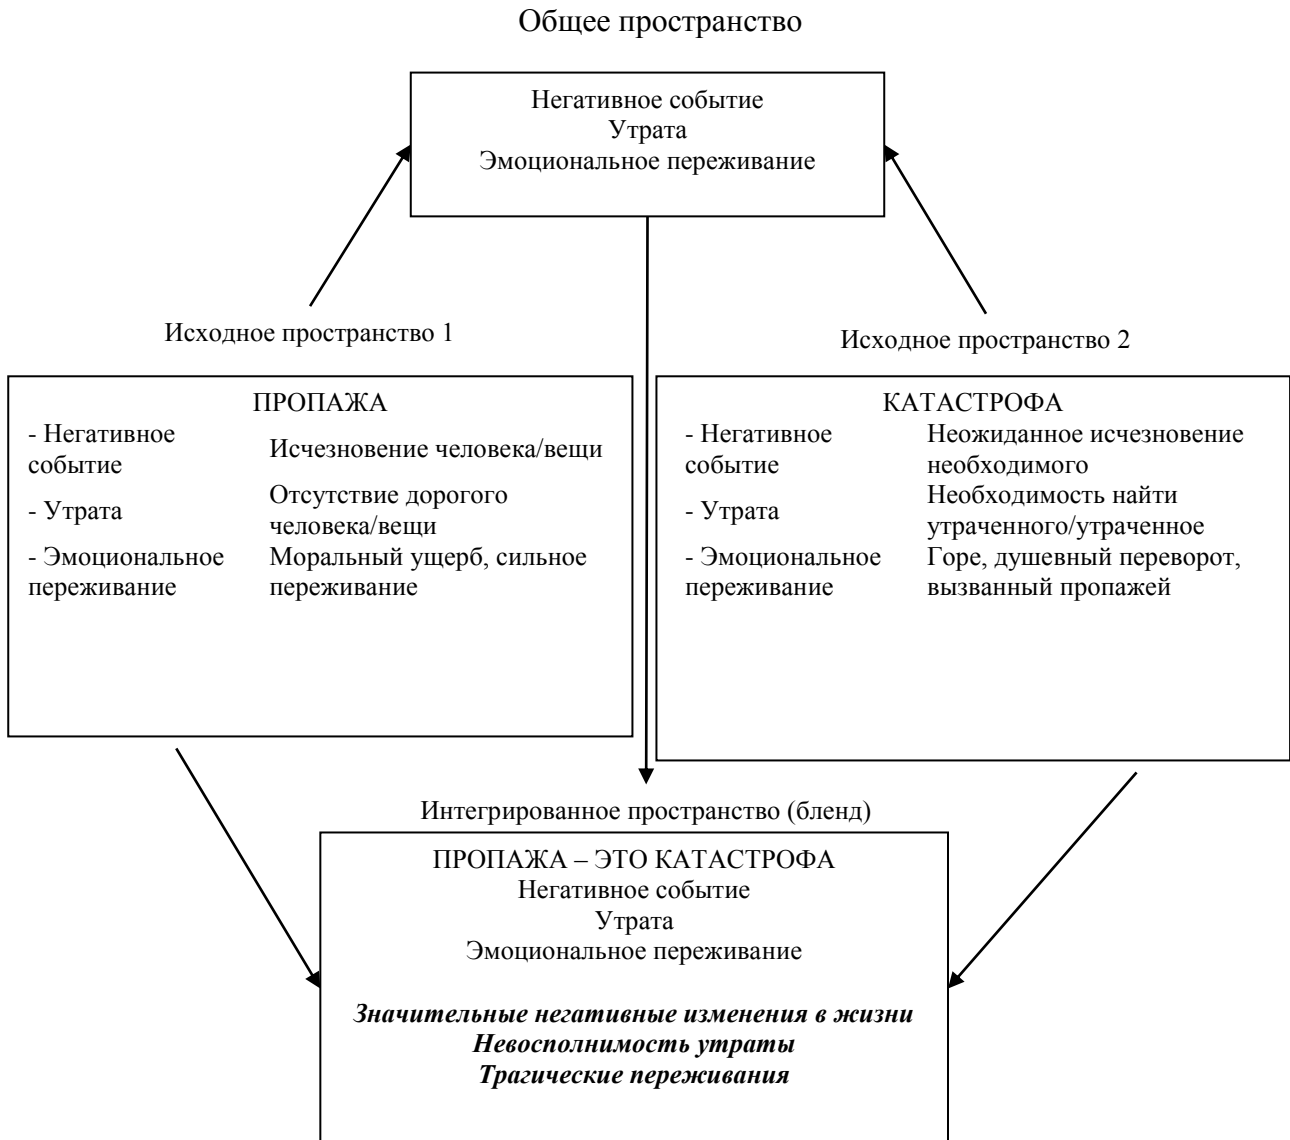 Общее пространство
Негативное событие
Утрата
Эмоциональное переживание
Исходное пространство 1
Исходное пространство 2
ПРОПАЖА
- Негативное событие
Исчезновение человека/вещи
- Утрата
Отсутствие дорогого человека/вещи
- Эмоциональное переживание
Моральный ущерб, сильное переживание
КАТАСТРОФА
- Негативное событие
Неожиданное исчезновение необходимого
- Утрата
Необходимость найти утраченного/утраченное
- Эмоциональное переживание
Горе, душевный переворот, вызванный пропажей
Интегрированное пространство (бленд)
ПРОПАЖА – ЭТО КАТАСТРОФА
Негативное событие
Утрата
Эмоциональное переживание
Значительные негативные изменения в жизни
Невосполнимость утраты
Трагические переживания